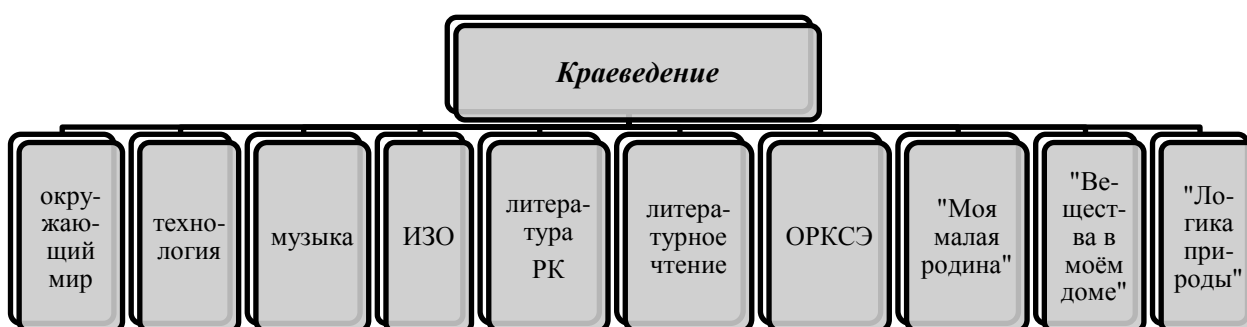 Краеведение
окру-
жаю-
щий
мир
техно-
логия
музыка
ИЗО
литера-
тура
РК
литера-
турное
чтение
ОРКСЭ
"Моя
малая
родина"
"Ве-
щест-
ва в
моём
доме"
"Ло-
гика
при-
роды"